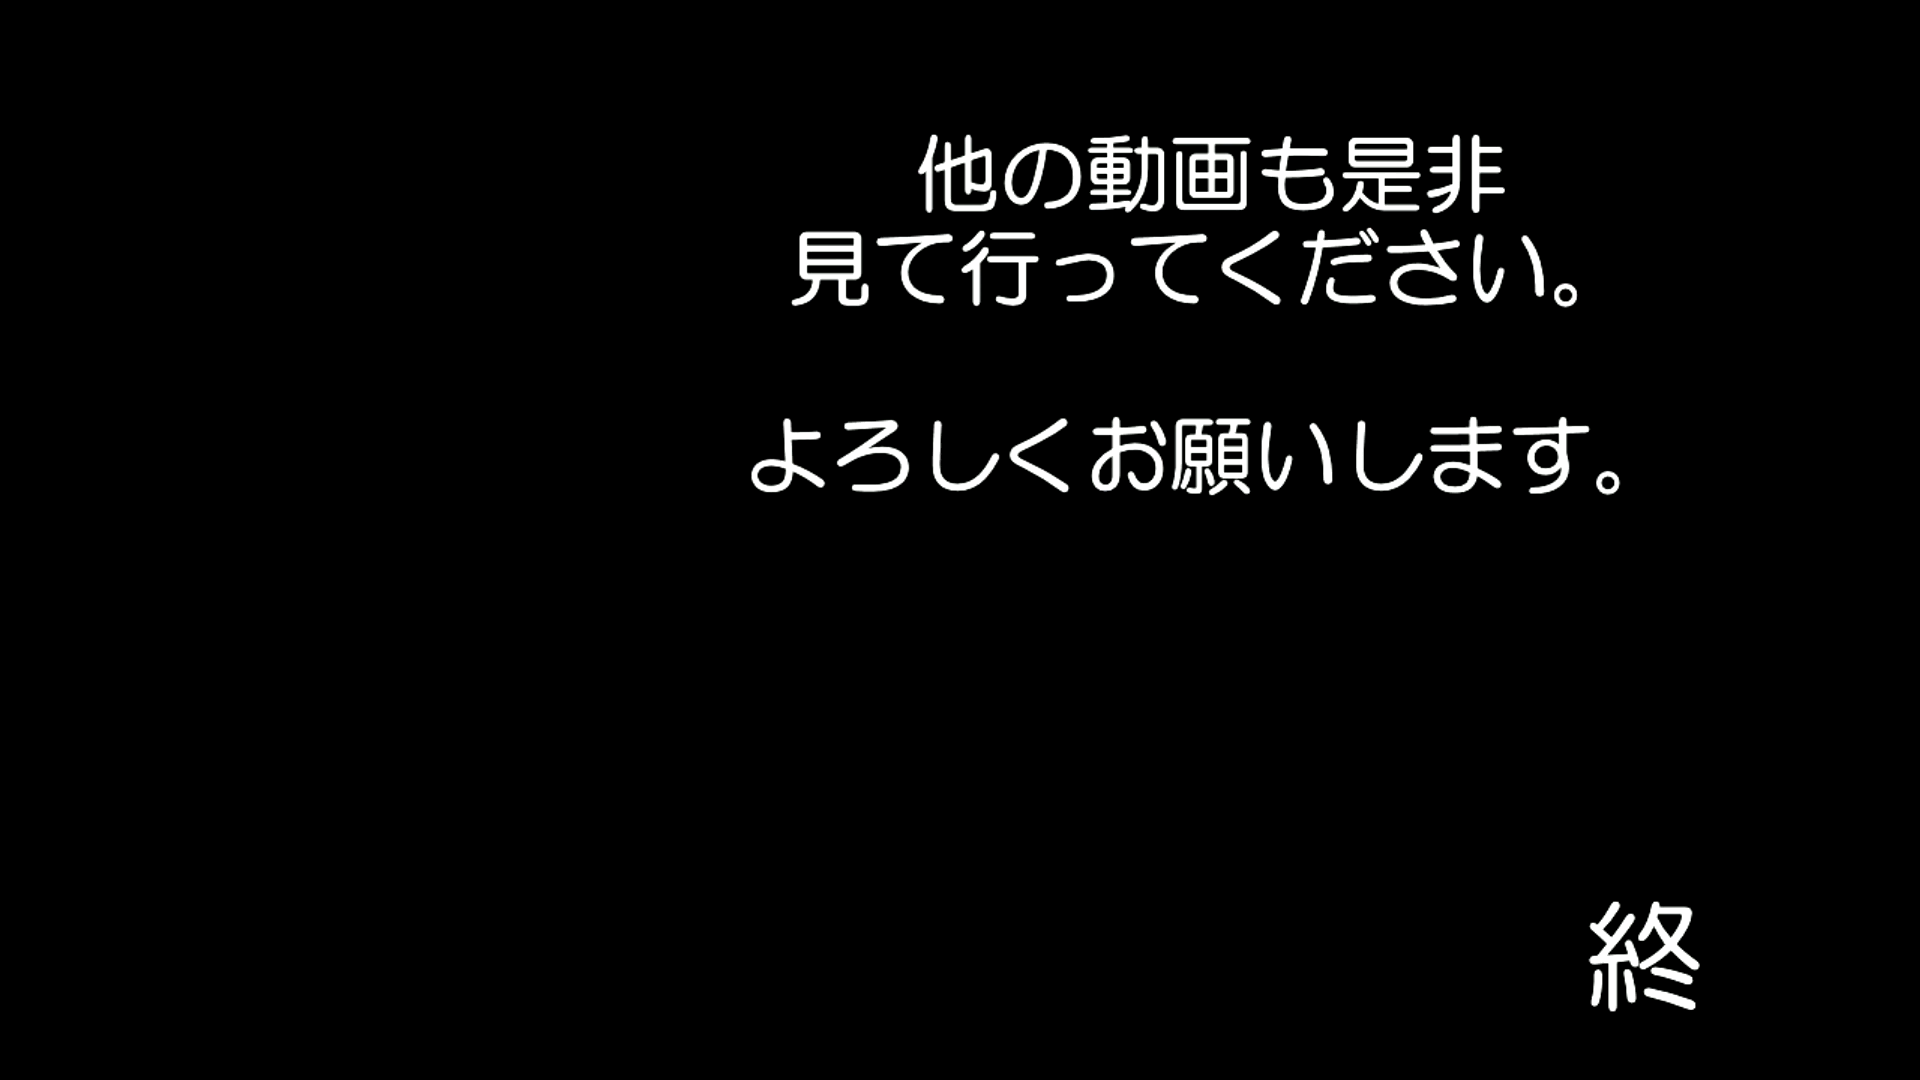 他の動画も是非
見て行ってください。
よろしくお願いします。
終